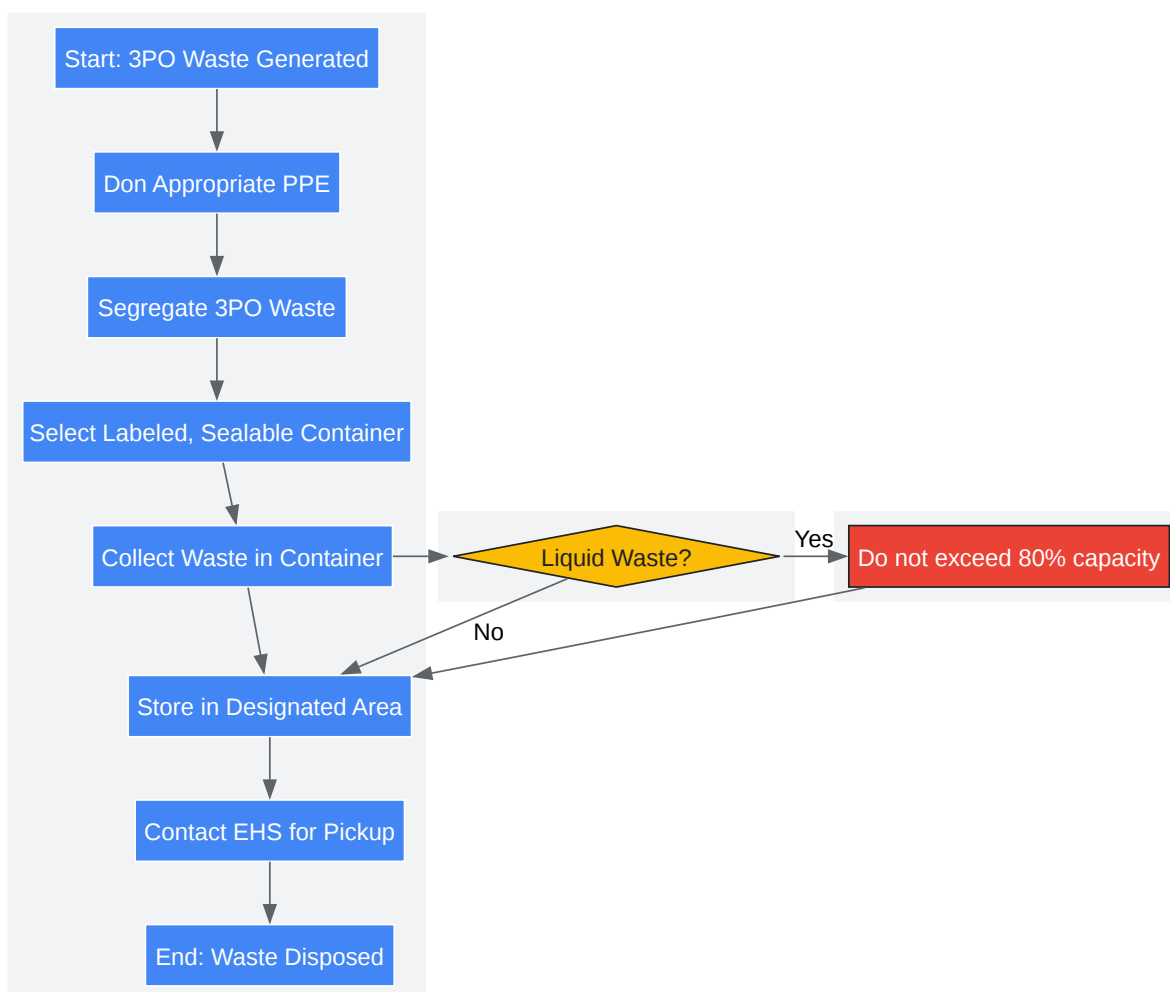 Start: 3PO Waste Generated
Don Appropriate PPE
Segregate 3PO Waste
Select Labeled, Sealable Container
Collect Waste in Container
Liquid Waste?
Yes
Do not exceed 80% capacity
No
Store in Designated Area
Contact EHS for Pickup
End: Waste Disposed